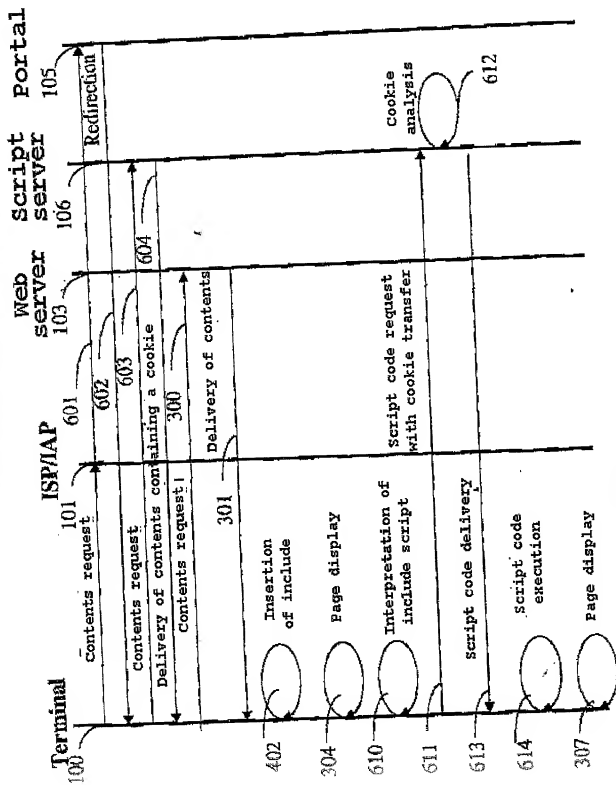 Terminal
100
ISP/IAP
101
Web
server
103
Script
server
106
Portal
105
Contents request
601
Redirection
602
Contents request
603
Delivery of contents containing a cookie
604
Contents request
300
Delivery of contents
301
Insertion
of include
402
Page display
304
Interpretation of
include script
610
Script code request
with cookie transfer
611
Cookie
analysis
612
Script code delivery
613
Script code
execution
614
Page display
307